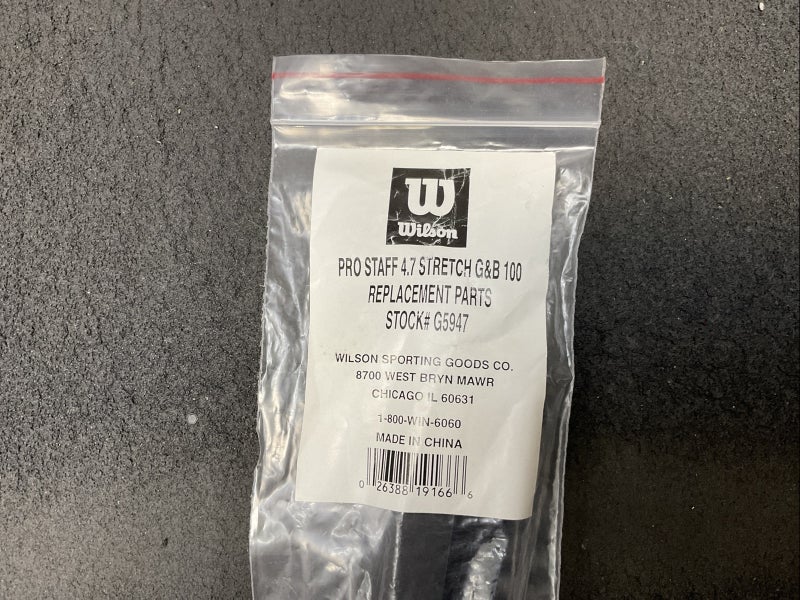 W
Wilson
PRO STAFF 4.7 STRETCH G&B 100
REPLACEMENT PARTS
STOCK# G5947
WILSON SPORTING GOODS CO.
8700 WEST BRYN MAWR
CHICAGO IL 60631
1-800-WIN-6060
MADE IN CHINA
0 26388 19166 6